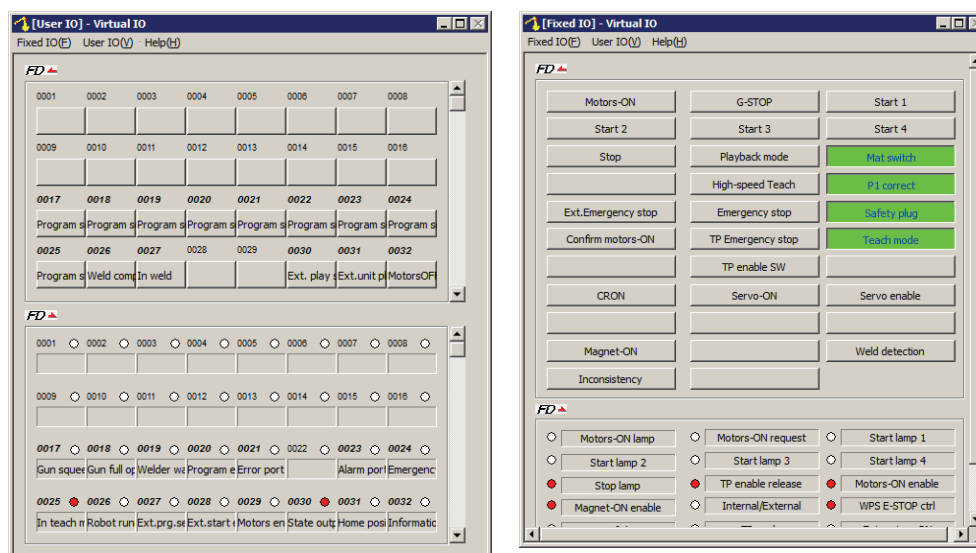 [User IO] - Virtual IO
Fixed IO(F) User IO(V) Help(H)
FD
0001 0002 0003 0004 0005 0006 0007 0008
0009 0010 0011 0012 0013 0014 0015 0016
0017 0018 0019 0020 0021 0022 0023 0024
Program s Program s Program s Program s Program s Program s Program s Program s
0025 0026 0027 0028 0029 0030 0031 0032
Program s Weld comp In weld Ext. play s Ext.unit pl MotorsOFF
FD
0001 0002 0003 0004 0005 0006 0007 0008
0009 0010 0011 0012 0013 0014 0015 0016
0017 0018 0019 0020 0021 0022 0023 0024
Gun squee Gun full op Welder wa Program e Error port Alarm port Emergenc
0025 0026 0027 0028 0029 0030 0031 0032
In teach m Robot run Ext.prg.se Ext.start e Motors en State outp Home posi Informatic
[Fixed IO] - Virtual IO
Fixed IO(F) User IO(V) Help(H)
FD
Motors-ON G-STOP Start 1
Start 2 Start 3 Start 4
Stop Playback mode Mat switch
High-speed Teach P1 correct
Ext.Emergency stop Emergency stop Safety plug
Confirm motors-ON TP Emergency stop Teach mode
TP enable SW
CRON Servo-ON Servo enable
Magnet-ON Weld detection
Inconsistency
FD
Motors-ON lamp Motors-ON request Start lamp 1
Start lamp 2 Start lamp 3 Start lamp 4
Stop lamp TP enable release Motors-ON enable
Magnet-ON enable Internal/External WPS E-STOP ctrl